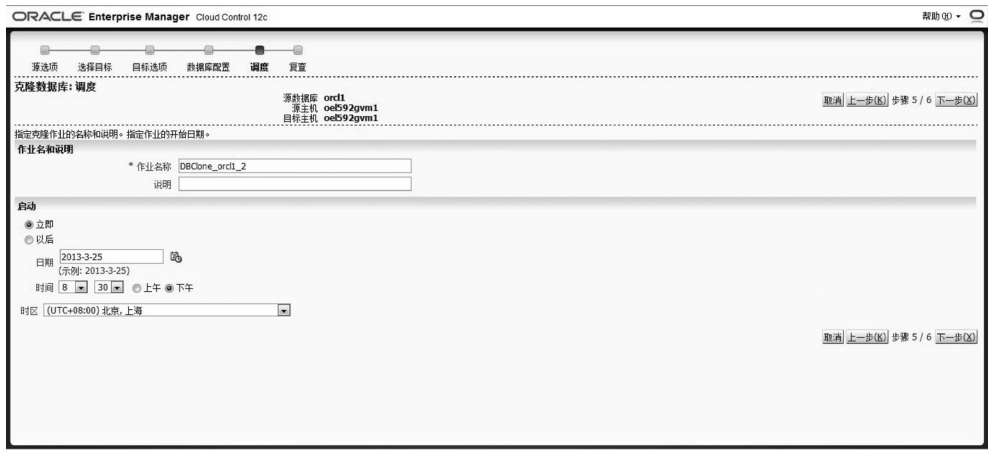 ORACLE Enterprise Manager Cloud Control 12c
帮助(X)
源选项 选择目标 目标选项 数据库配置 调度 复查
克隆数据库: 调度
源数据库 orcl1
源主机 oel592gvm1
目标主机 oel592gvm1
取消 上一步(K) 步骤 5 / 6 下一步(X)
指定克隆作业的名称和说明。指定作业的开始日期。
作业名和说明
* 作业名称 DBClone_orcl1_2
说明
启动
立即
以后
日期 2013-3-25
(示例: 2013-3-25)
时间 8 30 上午 下午
时区 (UTC+08:00) 北京, 上海
取消 上一步(K) 步骤 5 / 6 下一步(X)